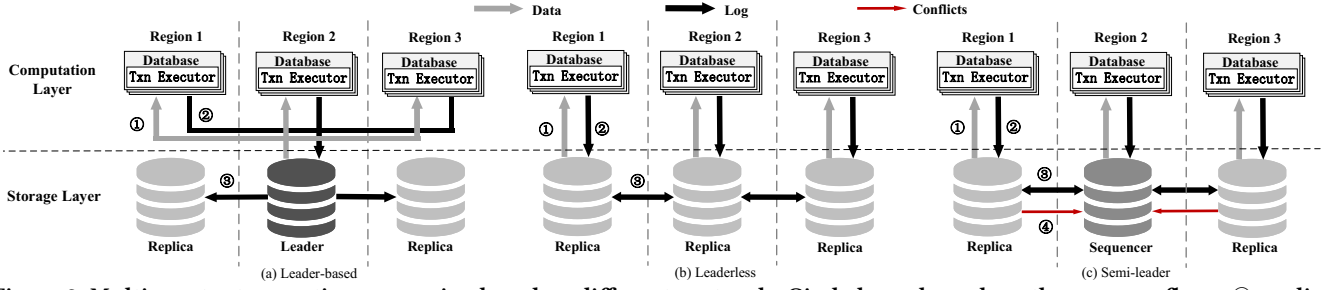 Data Log Conflicts
Region 1 Region 2 Region 3 Region 1 Region 2 Region 3 Region 1 Region 2 Region 3
Computation
Layer
Database Database Database Database Database Database Database Database Database
Txn Executor Txn Executor Txn Executor Txn Executor Txn Executor Txn Executor Txn Executor Txn Executor Txn Executor
① ② ① ② ① ②
Storage Layer
③ ③ ③
④
Replica Leader Replica Replica Replica Replica Replica Sequencer Replica
(a) Leader-based (b) Leaderless (c) Semi-leader